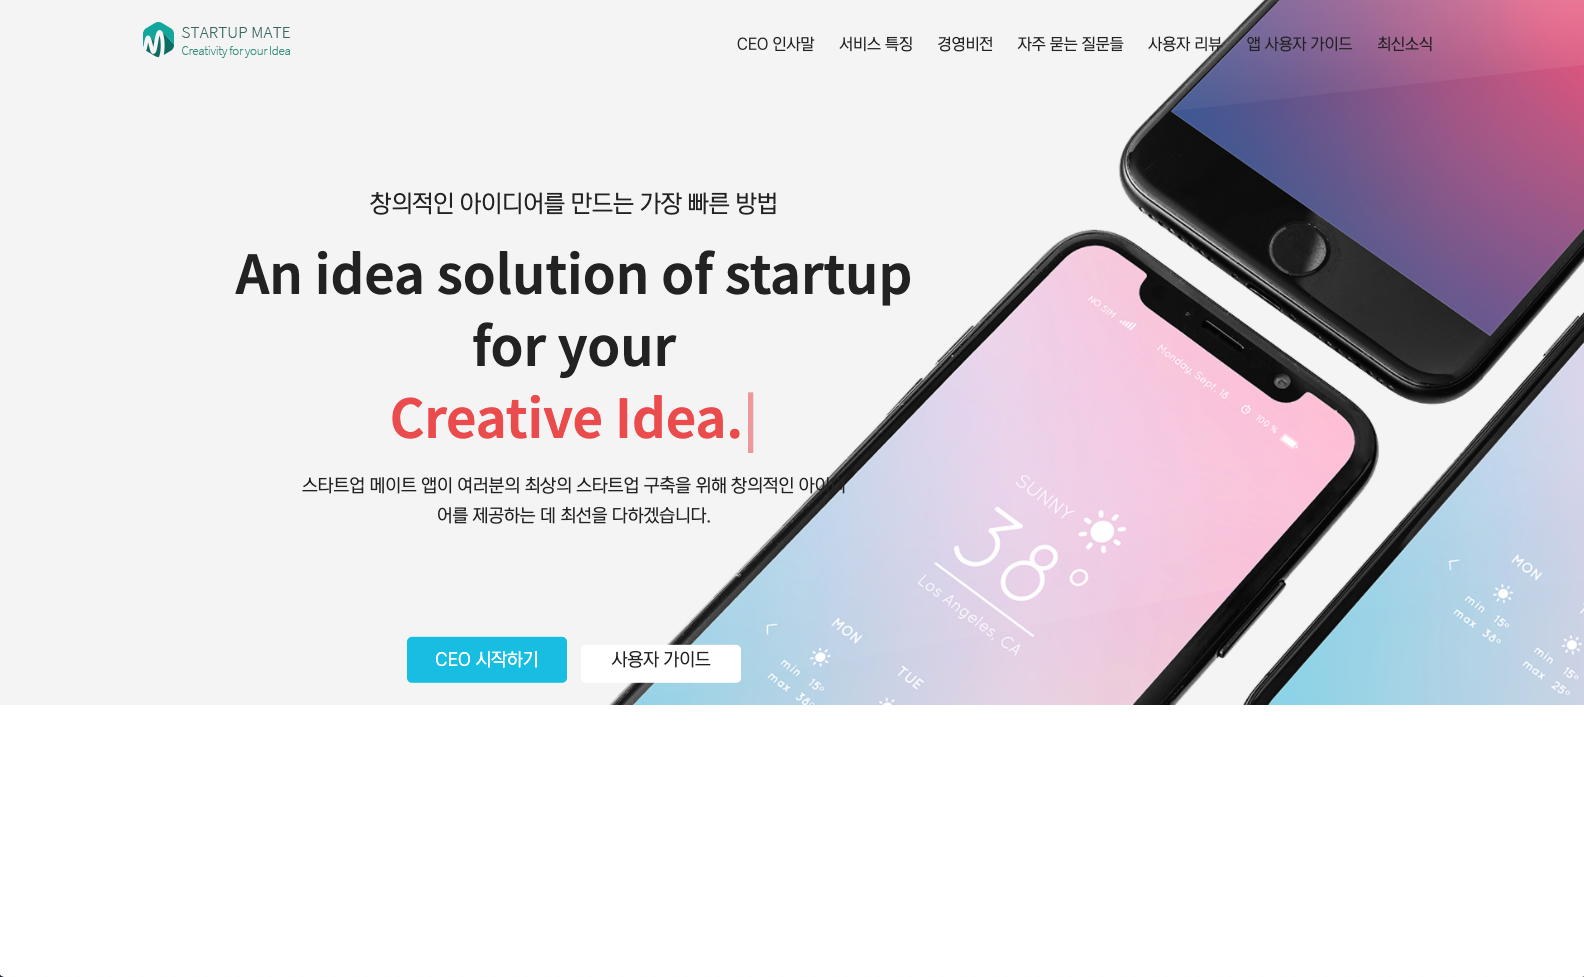 STARTUP MATE
Creativity for your Idea
CEO 인사말 서비스 특징 경영비전 자주 묻는 질문들 사용자 리뷰 앱 사용자 가이드 최신소식
창의적인 아이디어를 만드는 가장 빠른 방법
An idea solution of startup
for your
Creative Idea.
스타트업 메이트 앱이 여러분의 최상의 스타트업 구축을 위해 창의적인 아이디
어를 제공하는 데 최선을 다하겠습니다.
CEO 시작하기 사용자 가이드
NO SIM
Monday, Sept. 18
100 %
SUNNY
38°
Los Angeles, CA
MON
min 15°
max 38°
TUE
MON
min 15°
max 38°
min 15°
max 25°